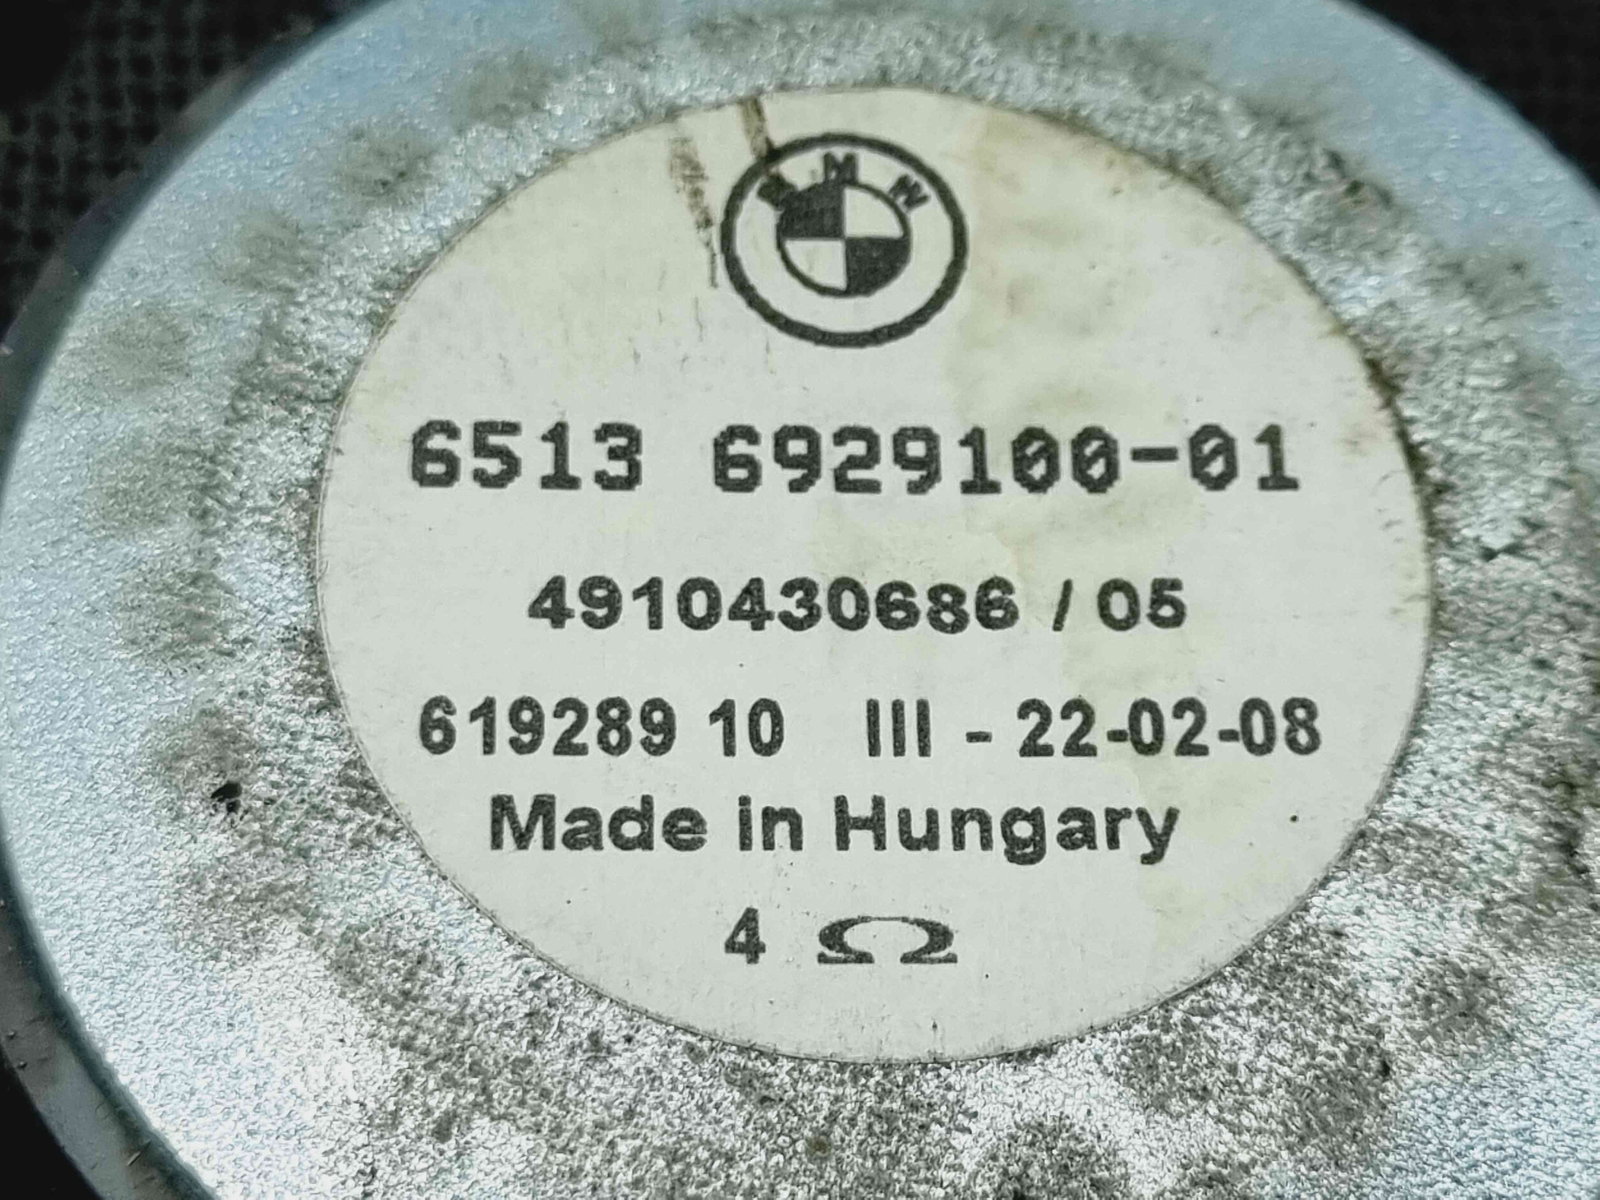 BMW
6513 6929100-01
4910430686 / 05
619289 10 III - 22-02-08
Made in Hungary
4 Ω